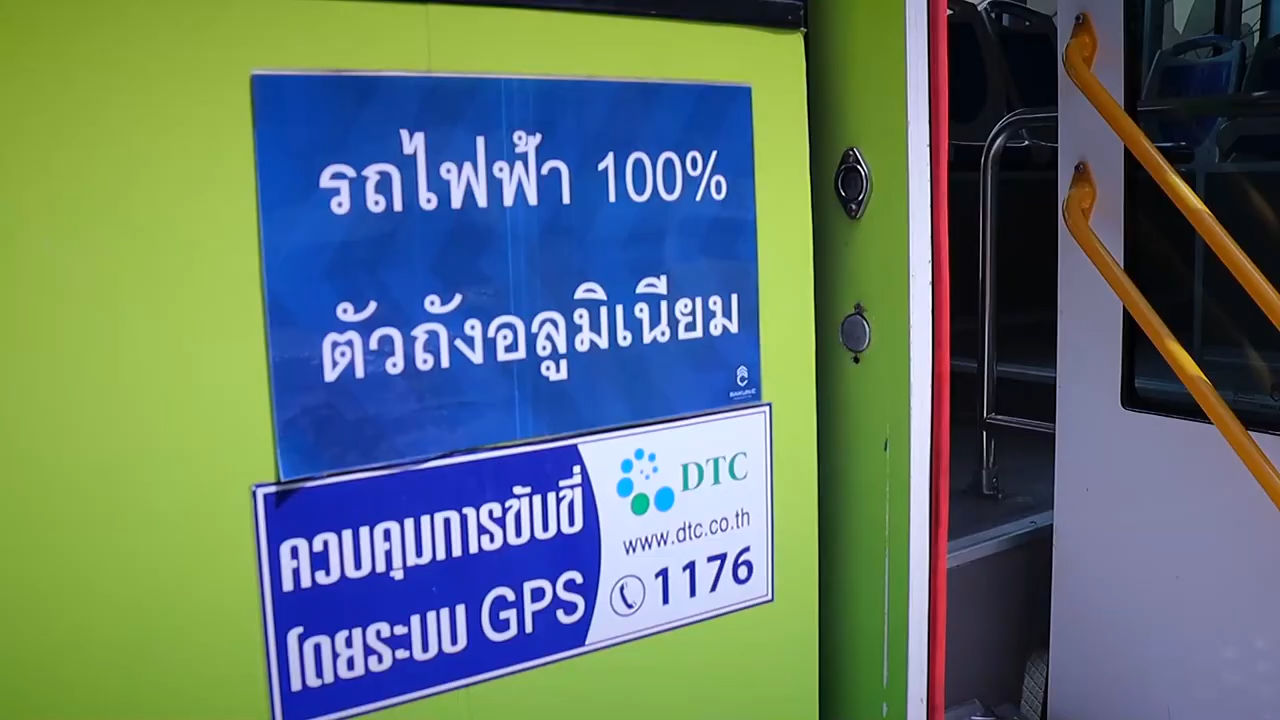 รถไฟฟ้า 100%
ตัวถังอลูมิเนียม
ควบคุมการขับขี่
โดยระบบ GPS
DTC
www.dtc.co.th
1176